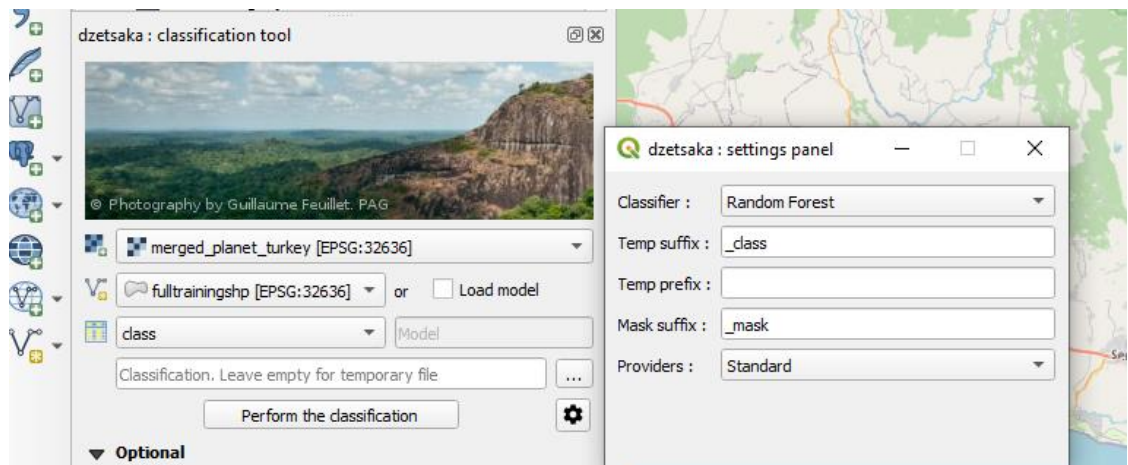 dzetsaka : classification tool
© Photography by Guillaume Feuillet. PAG
merged_planet_turkey [EPSG:32636]
fulltrainingshp [EPSG:32636]
or
Load model
class
Model
Classification. Leave empty for temporary file
...
Perform the classification
Optional
dzetsaka : settings panel
Classifier :
Random Forest
Temp suffix :
_class
Temp prefix :
Mask suffix :
_mask
Providers :
Standard